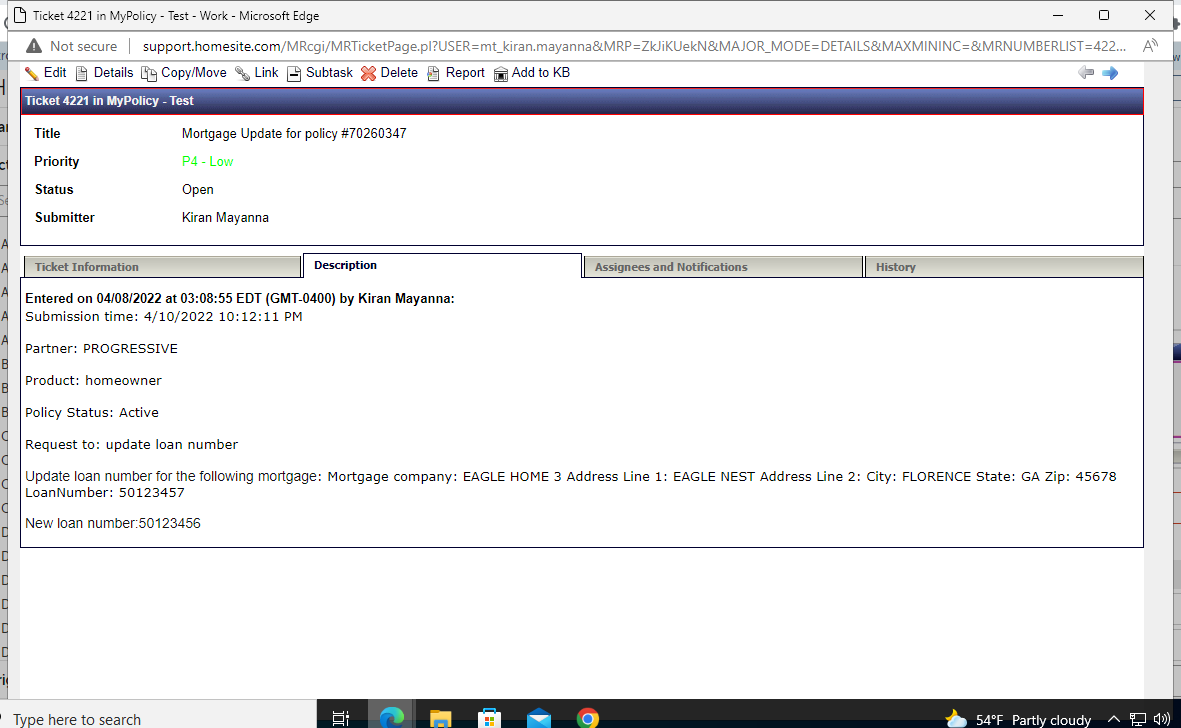 Ticket 4221 in MyPolicy - Test - Work - Microsoft Edge
Not secure support.homesite.com/MRcgi/MRTicketPage.pl?USER=mt_kiran.mayanna&MRP=ZkJiKUekN&MAJOR_MODE=DETAILS&MAXMININC=&MRNUMBERLIST=422...
Edit Details Copy/Move Link Subtask Delete Report Add to KB
Ticket 4221 in MyPolicy - Test
Title Mortgage Update for policy #70260347
Priority P4 - Low
Status Open
Submitter Kiran Mayanna
Ticket Information Description Assignees and Notifications History
Entered on 04/08/2022 at 03:08:55 EDT (GMT-0400) by Kiran Mayanna:
Submission time: 4/10/2022 10:12:11 PM
Partner: PROGRESSIVE
Product: homeowner
Policy Status: Active
Request to: update loan number
Update loan number for the following mortgage: Mortgage company: EAGLE HOME 3 Address Line 1: EAGLE NEST Address Line 2: City: FLORENCE State: GA Zip: 45678
LoanNumber: 50123457
New loan number:50123456
Type here to search 54°F Partly cloudy